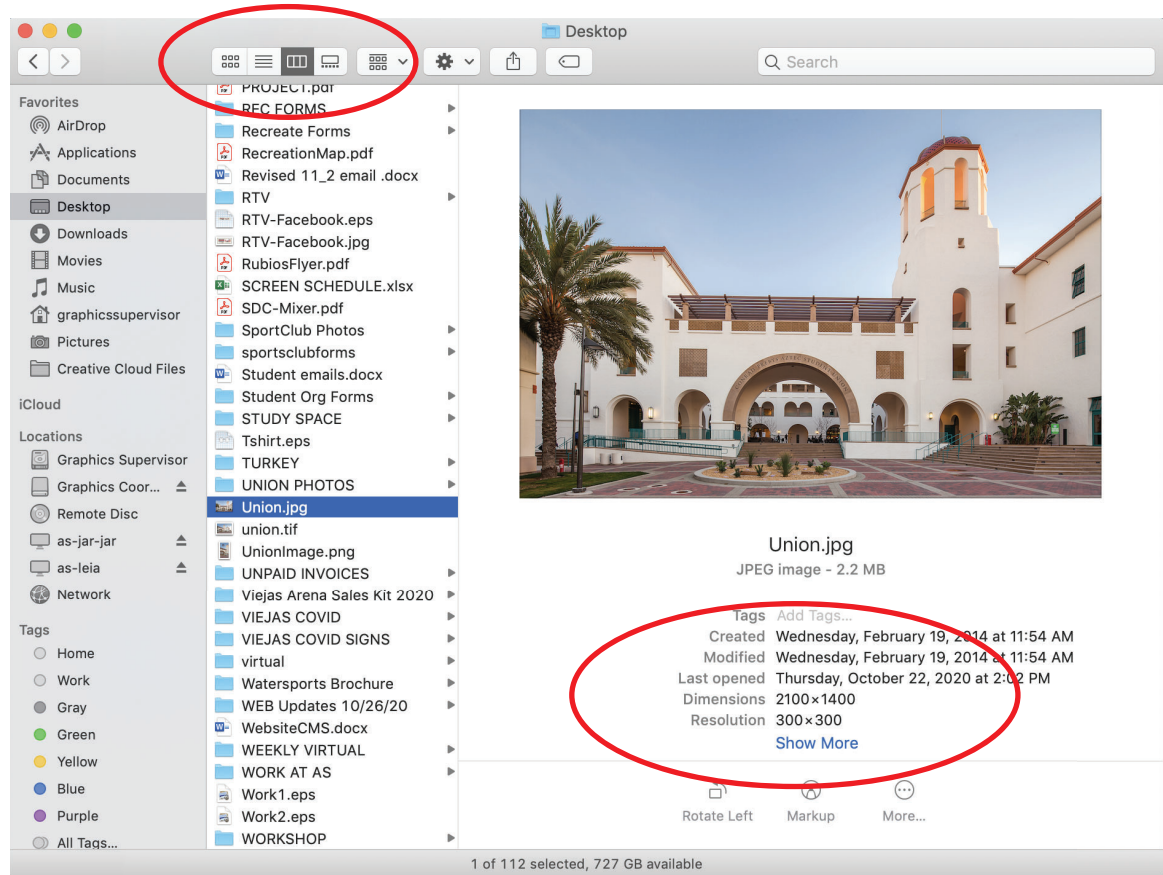 Desktop
Search
Favorites
AirDrop
Applications
Documents
Desktop
Downloads
Movies
Music
graphicssupervisor
Pictures
Creative Cloud Files
iCloud
Locations
Graphics Supervisor
Graphics Coor...
Remote Disc
as-jar-jar
as-leia
Network
Tags
Home
Work
Gray
Green
Yellow
Blue
Purple
All Tags...
PROJECT.pdf
REC FORMS
Recreate Forms
RecreationMap.pdf
Revised 11_2 email .docx
RTV
RTV-Facebook.eps
RTV-Facebook.jpg
RubiosFlyer.pdf
SCREEN SCHEDULE.xlsx
SDC-Mixer.pdf
SportClub Photos
sportsclubforms
Student emails.docx
Student Org Forms
STUDY SPACE
Tshirt.eps
TURKEY
UNION PHOTOS
Union.jpg
union.tif
UnionImage.png
UNPAID INVOICES
Viejas Arena Sales Kit 2020
VIEJAS COVID
VIEJAS COVID SIGNS
virtual
Watersports Brochure
WEB Updates 10/26/20
WebsiteCMS.docx
WEEKLY VIRTUAL
WORK AT AS
Work1.eps
Work2.eps
WORKSHOP
Union.jpg
JPEG image - 2.2 MB
Tags Add Tags...
Created Wednesday, February 19, 2014 at 11:54 AM
Modified Wednesday, February 19, 2014 at 11:54 AM
Last opened Thursday, October 22, 2020 at 2:02 PM
Dimensions 2100×1400
Resolution 300×300
Show More
Rotate Left
Markup
More...
1 of 112 selected, 727 GB available